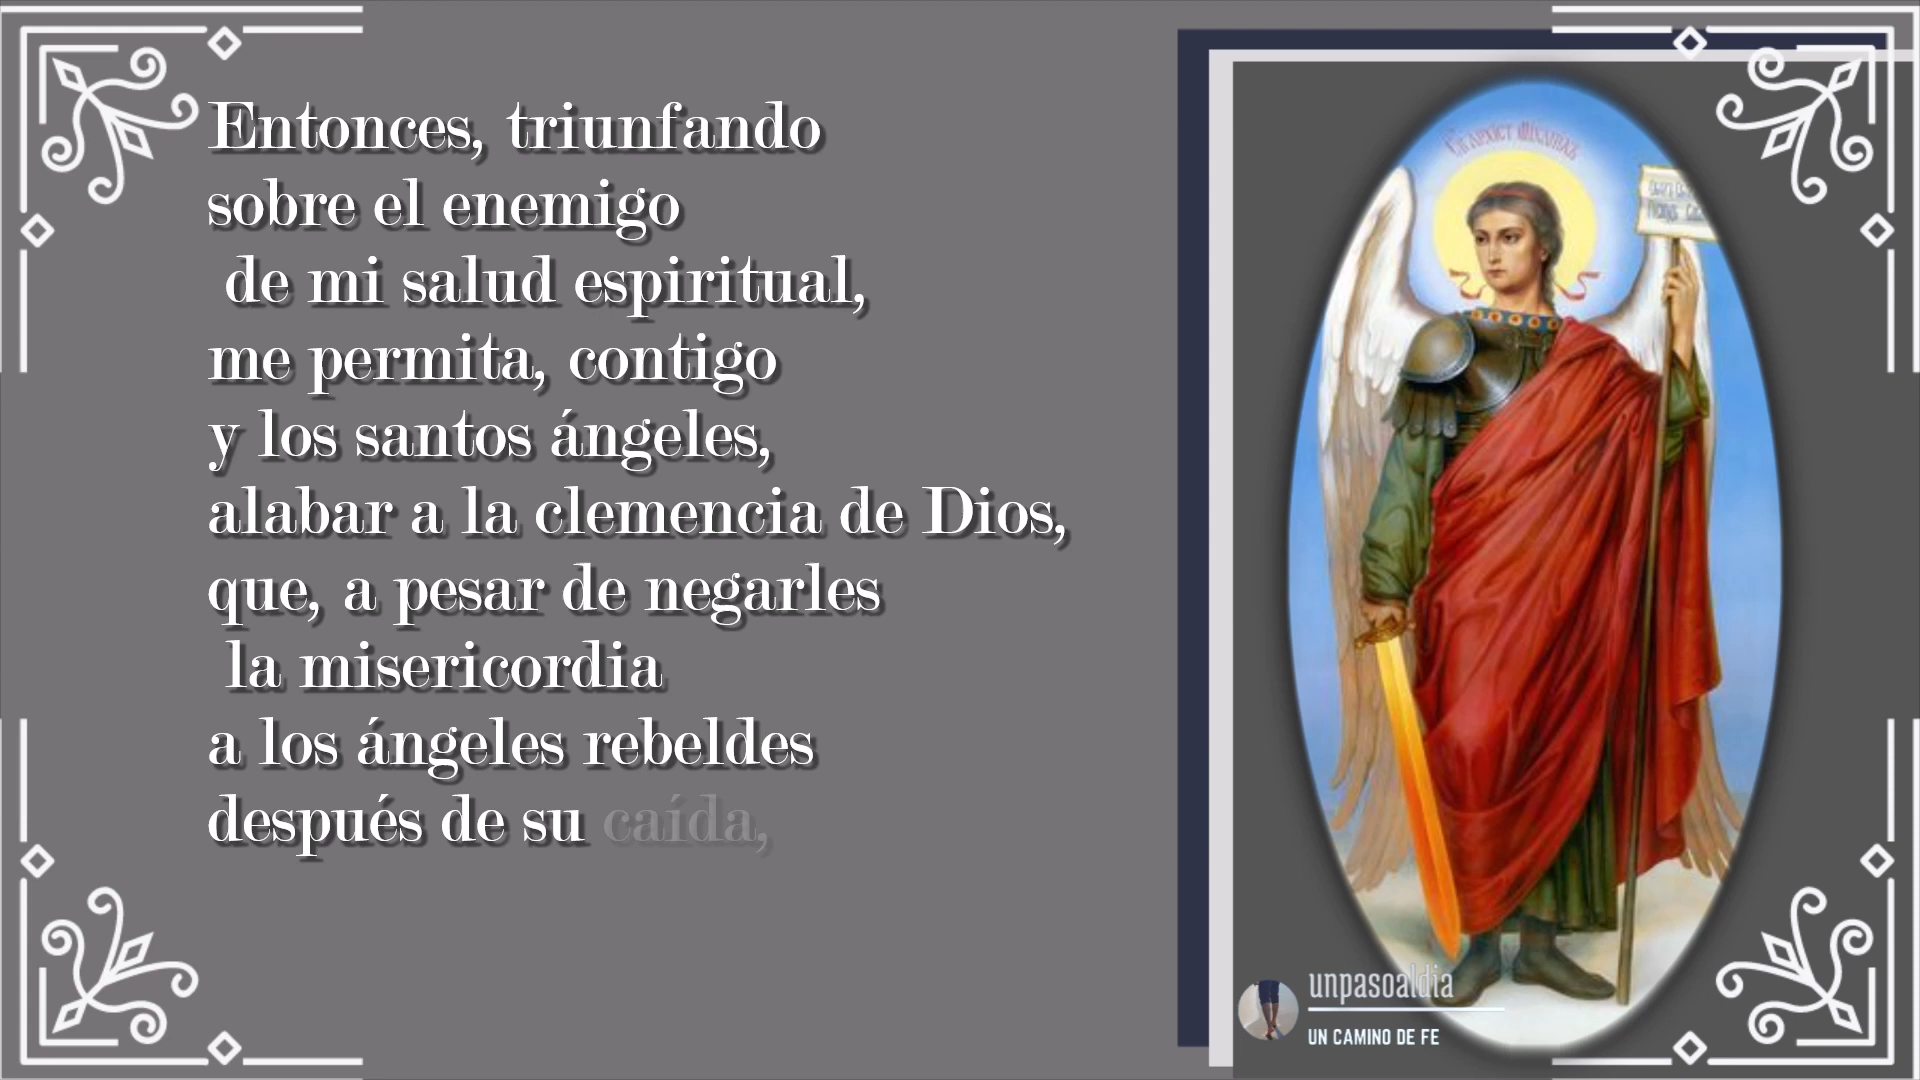 Entonces, triunfando
sobre el enemigo
de mi salud espiritual,
me permita, contigo
y los santos ángeles,
alabar a la clemencia de Dios,
que, a pesar de negarles
la misericordia
a los ángeles rebeldes
después de su caída,
unpasoaldia
UN CAMINO DE FE